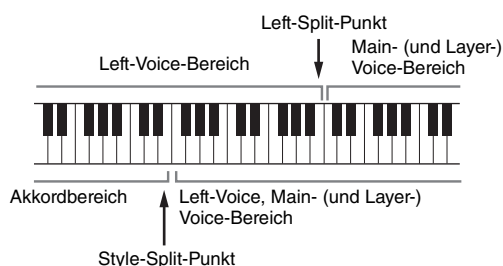 Left-Split-Punkt
Left-Voice-Bereich
Main- (und Layer-)
Voice-Bereich
Akkordbereich
Left-Voice, Main- (und Layer-)
Voice-Bereich
Style-Split-Punkt